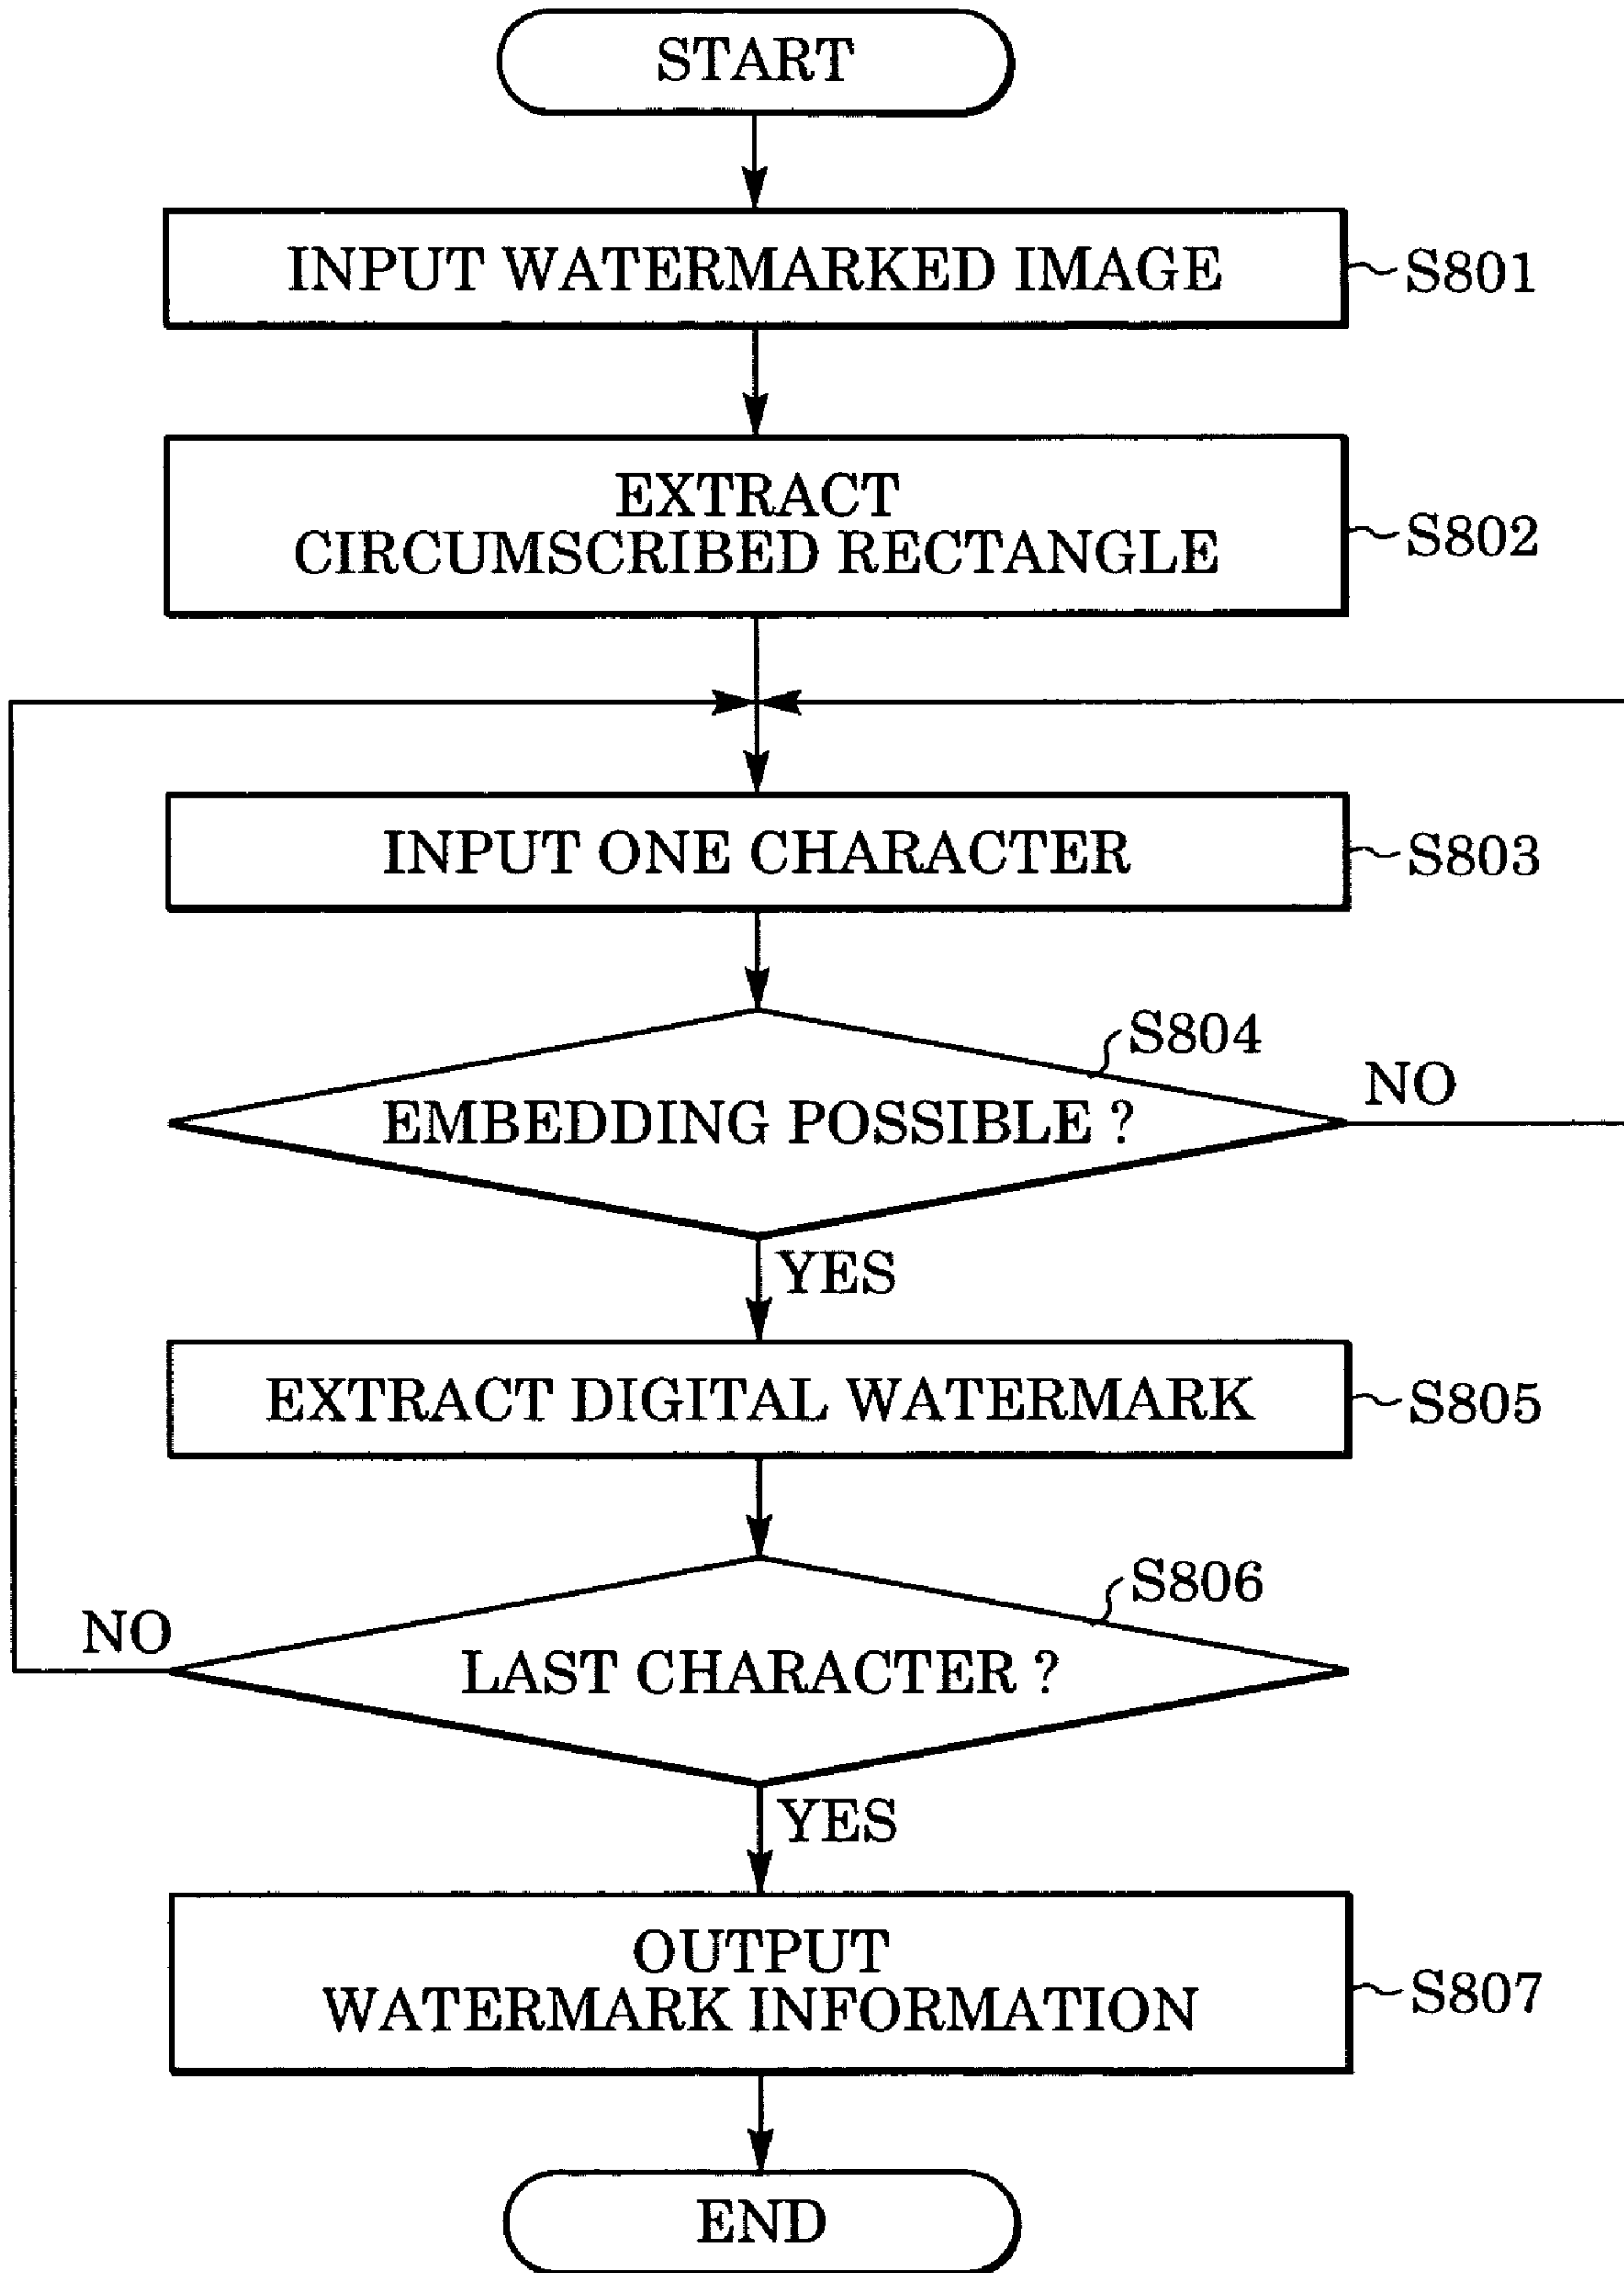 START
INPUT WATERMARKED IMAGE
S801
EXTRACT
CIRCUMSCRIBED RECTANGLE
S802
INPUT ONE CHARACTER
S803
S804
EMBEDDING POSSIBLE ?
NO
YES
EXTRACT DIGITAL WATERMARK
S805
S806
NO
LAST CHARACTER ?
YES
OUTPUT
WATERMARK INFORMATION
S807
END